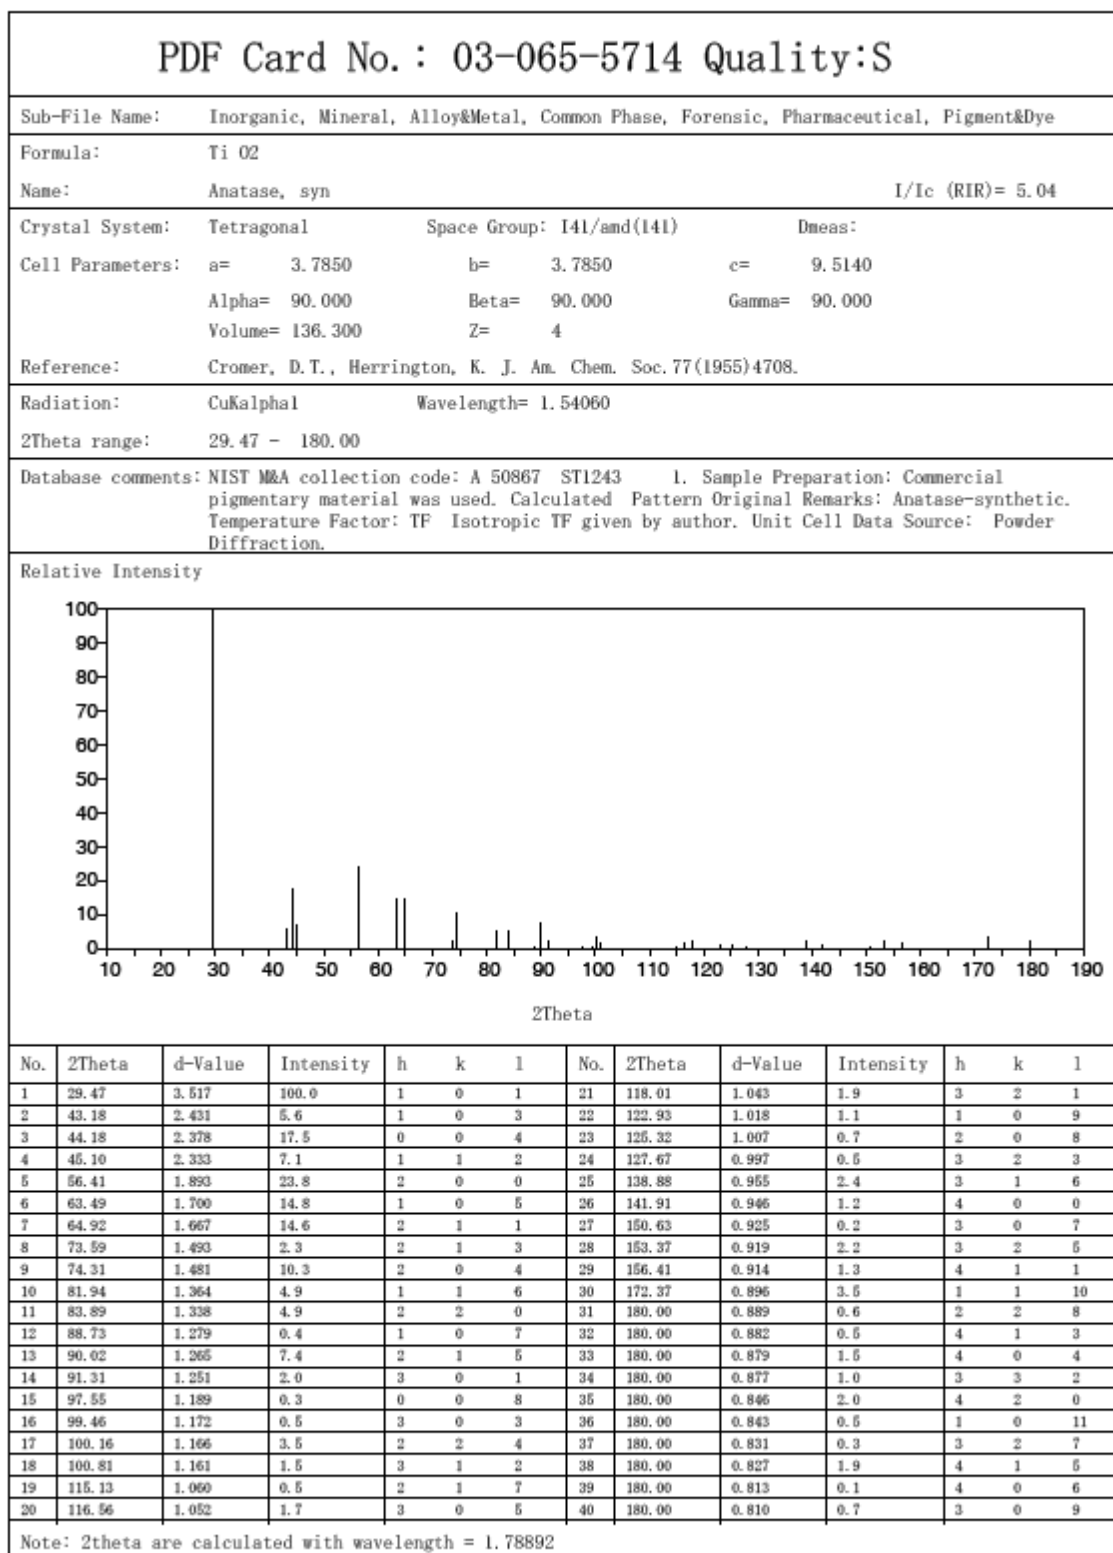 PDF Card No.: 03-065-5714 Quality:S
Sub-File Name: Inorganic, Mineral, Alloy&Metal, Common Phase, Forensic, Pharmaceutical, Pigment&Dye
Formula: Ti O2
Name: Anatase, syn I/Ic (RIR)= 5.04
Crystal System: Tetragonal Space Group: I41/amd(141) Dmeas:
Cell Parameters: a= 3.7850 b= 3.7850 c= 9.5140
Alpha= 90.000 Beta= 90.000 Gamma= 90.000
Volume= 136.300 Z= 4
Reference: Cromer, D.T., Herrington, K. J. Am. Chem. Soc.77(1955)4708.
Radiation: CuKalpha1 Wavelength= 1.54060
2Theta range: 29.47 - 180.00
Database comments: NIST M&A collection code: A 50867 ST1243 1. Sample Preparation: Commercial
pigmentary material was used. Calculated Pattern Original Remarks: Anatase-synthetic.
Temperature Factor: TF Isotropic TF given by author. Unit Cell Data Source: Powder
Diffraction.
Relative Intensity
100
90
80
70
60
50
40
30
20
10
0
10 20 30 40 50 60 70 80 90 100 110 120 130 140 150 160 170 180 190
2Theta
No. 2Theta d-Value Intensity h k l No. 2Theta d-Value Intensity h k l
1 29.47 3.517 100.0 1 0 1 21 118.01 1.043 1.9 3 2 1
2 43.18 2.431 5.6 1 0 3 22 122.93 1.018 1.1 1 0 9
3 44.18 2.378 17.5 0 0 4 23 125.32 1.007 0.7 2 0 8
4 45.10 2.333 7.1 1 1 2 24 127.67 0.997 0.5 3 2 3
5 56.41 1.893 23.8 2 0 0 25 138.88 0.955 2.4 3 1 6
6 63.49 1.700 14.8 1 0 5 26 141.91 0.946 1.2 4 0 0
7 64.92 1.667 14.6 2 1 1 27 150.63 0.925 0.2 3 0 7
8 73.59 1.493 2.3 2 1 3 28 153.37 0.919 2.2 3 2 5
9 74.31 1.481 10.3 2 0 4 29 156.41 0.914 1.3 4 1 1
10 81.94 1.364 4.9 1 1 6 30 172.37 0.896 3.5 1 1 10
11 83.89 1.338 4.9 2 2 0 31 180.00 0.889 0.6 2 2 8
12 88.73 1.279 0.4 1 0 7 32 180.00 0.882 0.5 4 1 3
13 90.02 1.265 7.4 2 1 5 33 180.00 0.879 1.5 4 0 4
14 91.31 1.251 2.0 3 0 1 34 180.00 0.877 1.0 3 3 2
15 97.55 1.189 0.3 0 0 8 35 180.00 0.846 2.0 4 2 0
16 99.46 1.172 0.5 3 0 3 36 180.00 0.843 0.5 1 0 11
17 100.16 1.166 3.5 2 2 4 37 180.00 0.831 0.3 3 2 7
18 100.81 1.161 1.5 3 1 2 38 180.00 0.827 1.9 4 1 5
19 115.13 1.060 0.5 2 1 7 39 180.00 0.813 0.1 4 0 6
20 116.56 1.052 1.7 3 0 5 40 180.00 0.810 0.7 3 0 9
Note: 2theta are calculated with wavelength = 1.78892